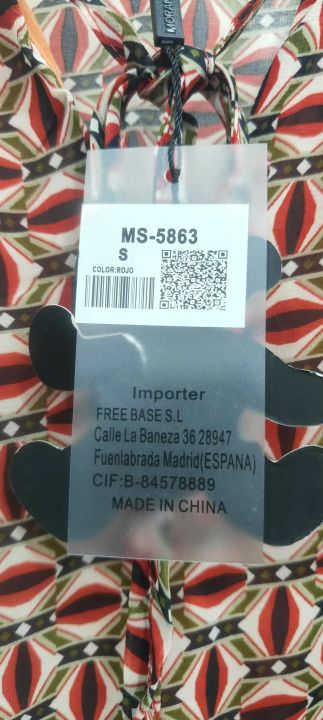 MS-5863
S
COLOR:ROJO
Importer
FREE BASE S.L
Calle La Baneza 36 28947
Fuenlabrada Madrid(ESPANA)
CIF:B-84578889
MADE IN CHINA